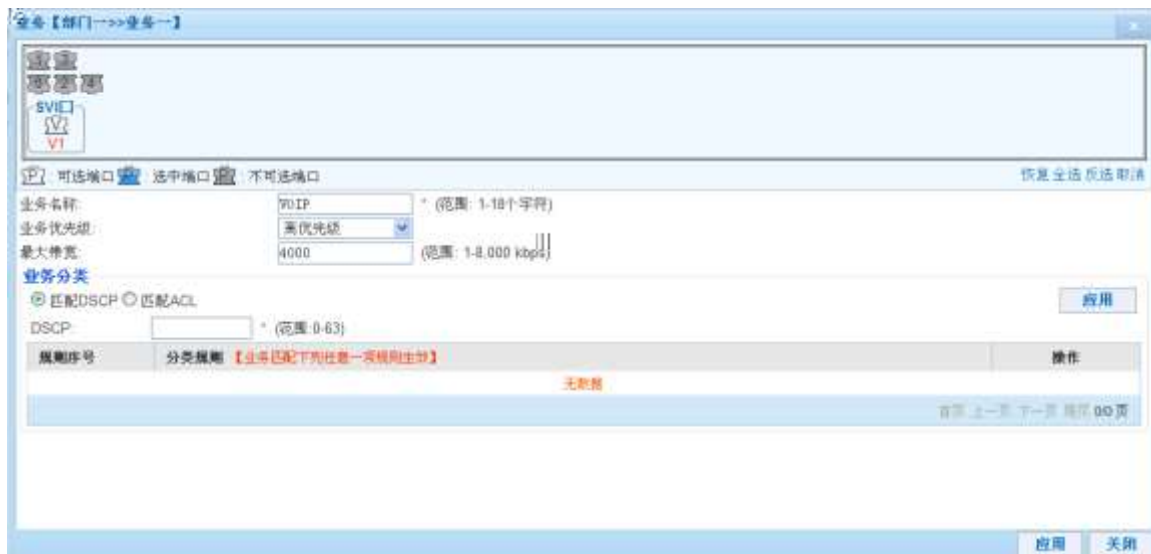 业务【部门一>>业务一】
SVI口
V1
可选端口 选中端口 不可选端口 恢复 全选 反选 取消
业务名称: VOIP * (范围: 1-18个字符)
业务优先级: 高优先级
最大带宽: 4000 (范围: 1-8,000 kbps)
业务分类
匹配DSCP 匹配ACL 应用
DSCP: * (范围:0-63)
规则序号 分类规则【业务匹配下列任意一项规则生效】 操作
无数据
首页 上一页 下一页 尾页 0/0 页
应用 关闭